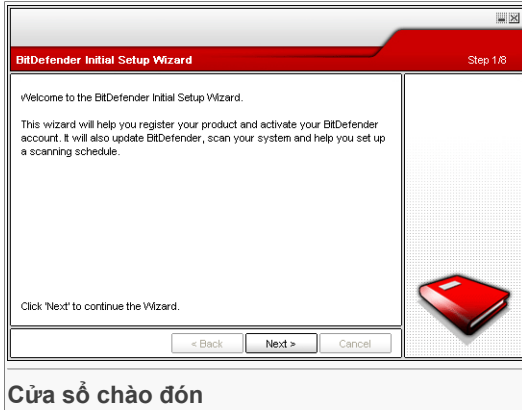 BitDefender Initial Setup Wizard
Step 1/8
Welcome to the BitDefender Initial Setup Wizard.
This wizard will help you register your product and activate your BitDefender
account. It will also update BitDefender, scan your system and help you set up
a scanning schedule.
Click 'Next' to continue the Wizard.
< Back
Next >
Cancel
Cửa sổ chào đón